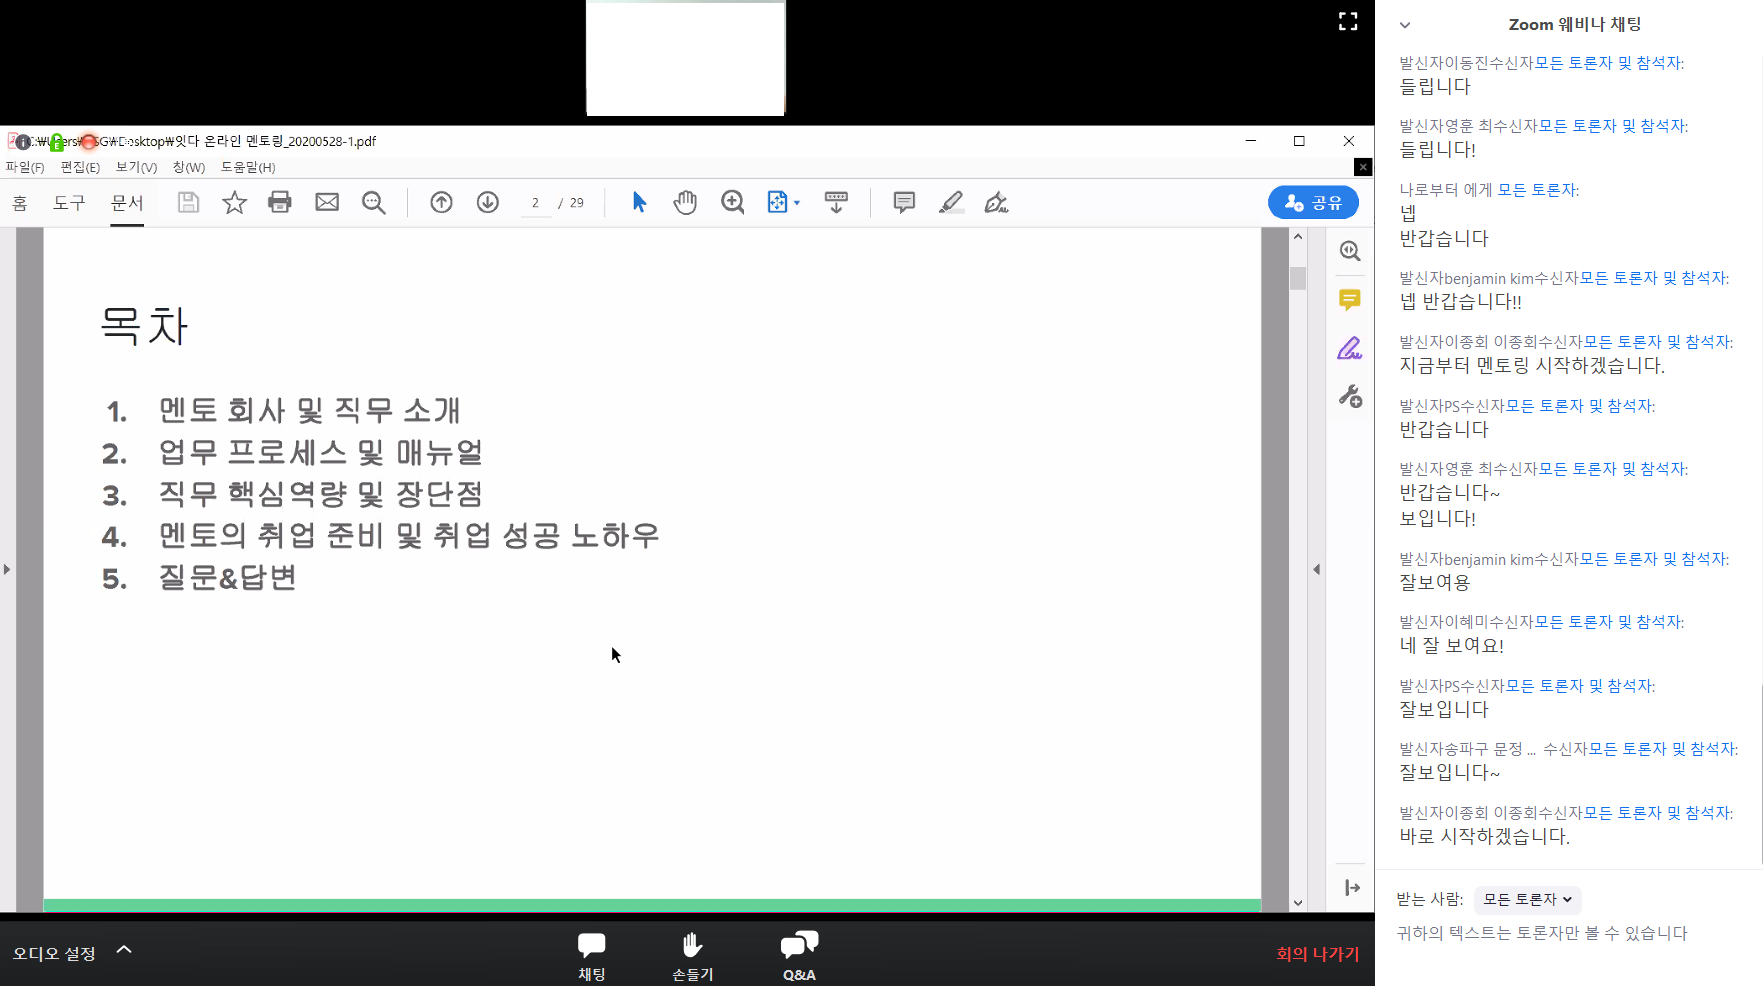 C:₩Users₩SG₩Desktop₩잇다 온라인 멘토링_20200528-1.pdf
파일(F) 편집(E) 보기(V) 창(W) 도움말(H)
홈 도구 문서 2 / 29 공유
목차
1. 멘토 회사 및 직무 소개
2. 업무 프로세스 및 매뉴얼
3. 직무 핵심역량 및 장단점
4. 멘토의 취업 준비 및 취업 성공 노하우
5. 질문&답변
오디오 설정
채팅
손들기
Q&A
회의 나가기
Zoom 웨비나 채팅
발신자이동진수신자모든 토론자 및 참석자:
들립니다
발신자영훈 최수신자모든 토론자 및 참석자:
들립니다!
나로부터 에게 모든 토론자:
넵
반갑습니다
발신자benjamin kim수신자모든 토론자 및 참석자:
넵 반갑습니다!!
발신자이종회 이종회수신자모든 토론자 및 참석자:
지금부터 멘토링 시작하겠습니다.
발신자PS수신자모든 토론자 및 참석자:
반갑습니다
발신자영훈 최수신자모든 토론자 및 참석자:
반갑습니다~
보입니다!
발신자benjamin kim수신자모든 토론자 및 참석자:
잘보여용
발신자이혜미수신자모든 토론자 및 참석자:
네 잘 보여요!
발신자PS수신자모든 토론자 및 참석자:
잘보입니다
발신자송파구 문정 ... 수신자모든 토론자 및 참석자:
잘보입니다~
발신자이종회 이종회수신자모든 토론자 및 참석자:
바로 시작하겠습니다.
받는 사람: 모든 토론자
귀하의 텍스트는 토론자만 볼 수 있습니다